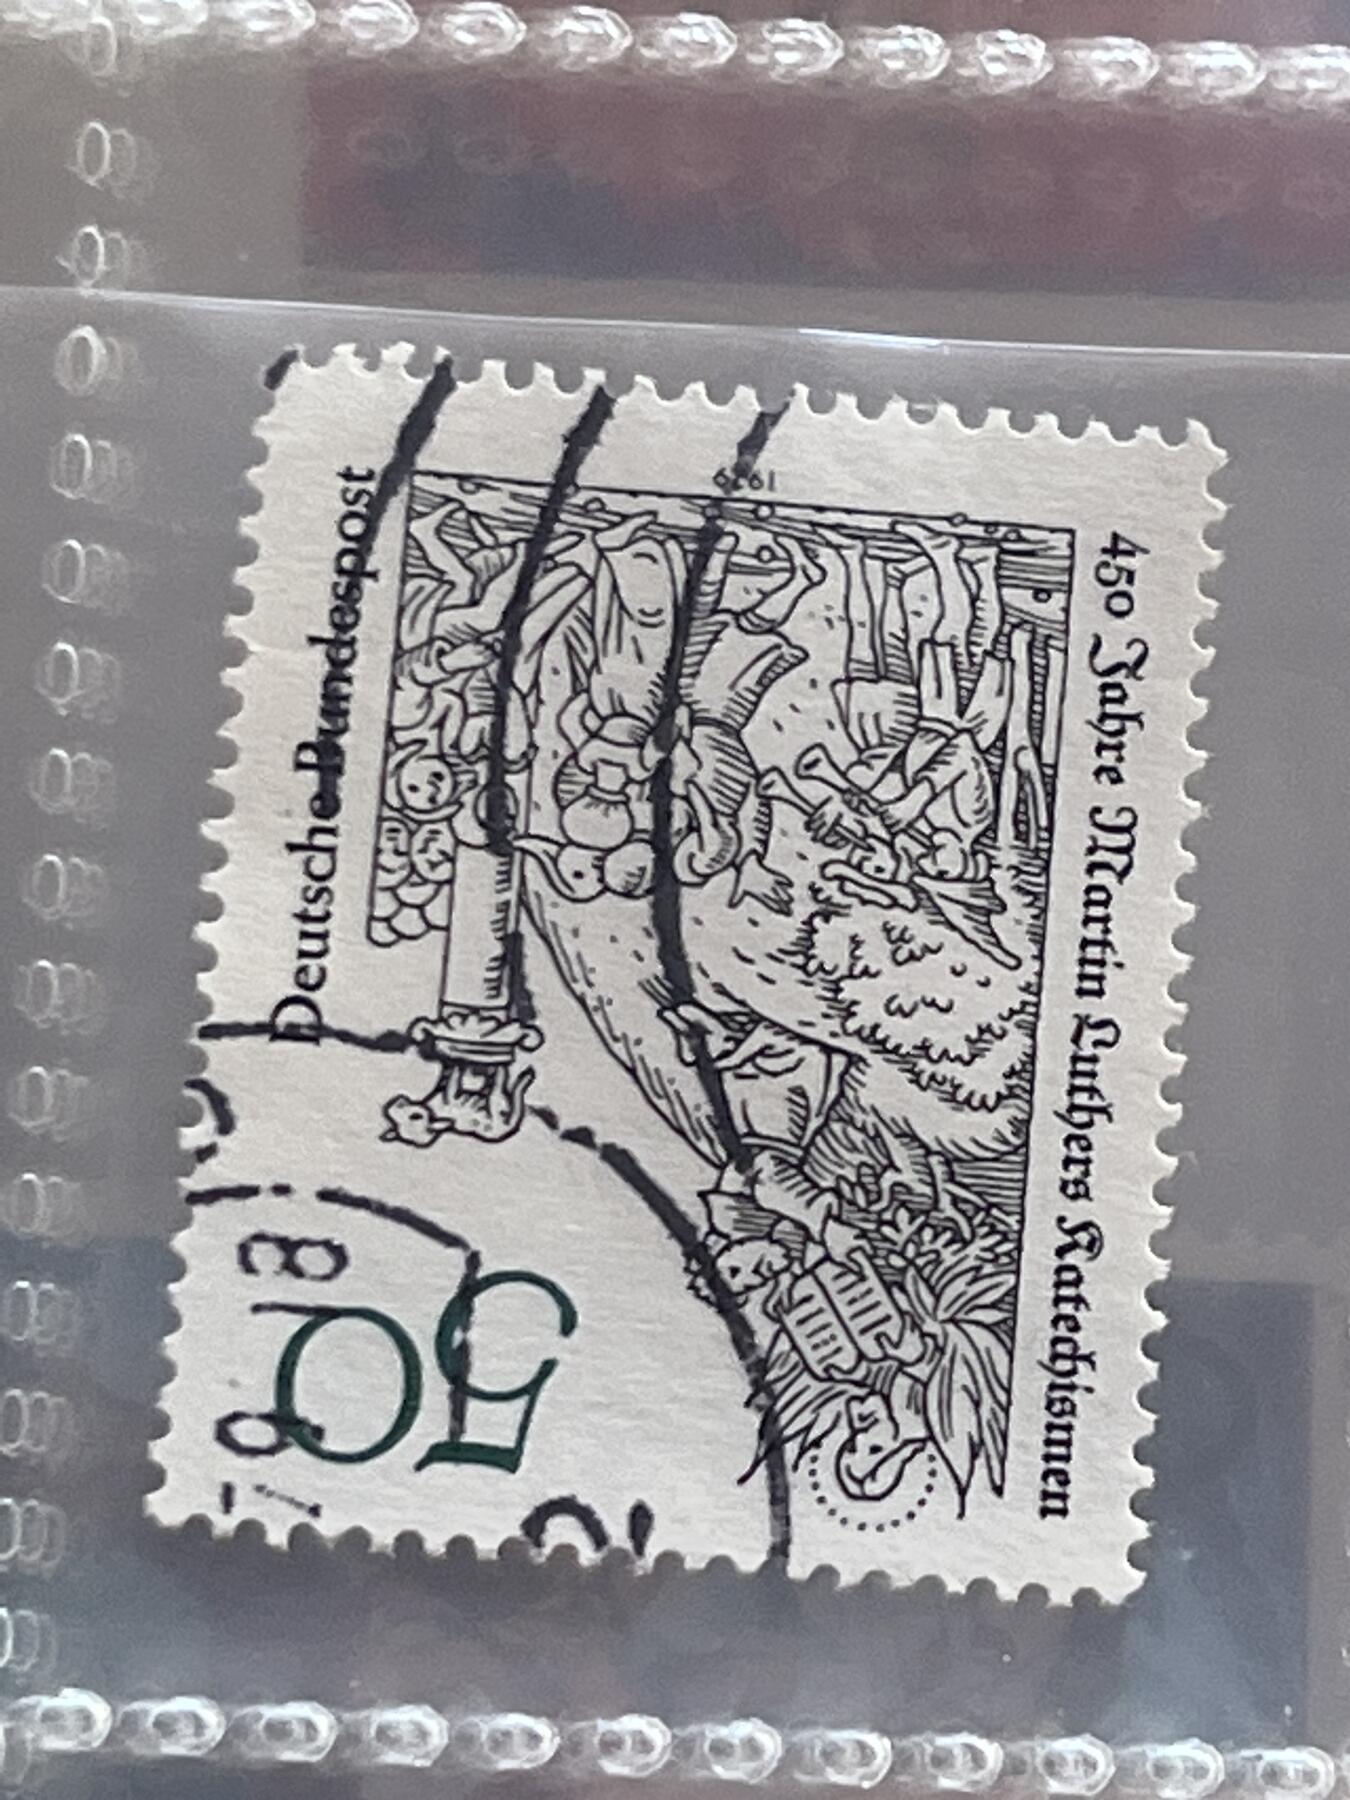 450 Jahre Martin Luthers Katechismen
50
Deutsche Bundespost
1979